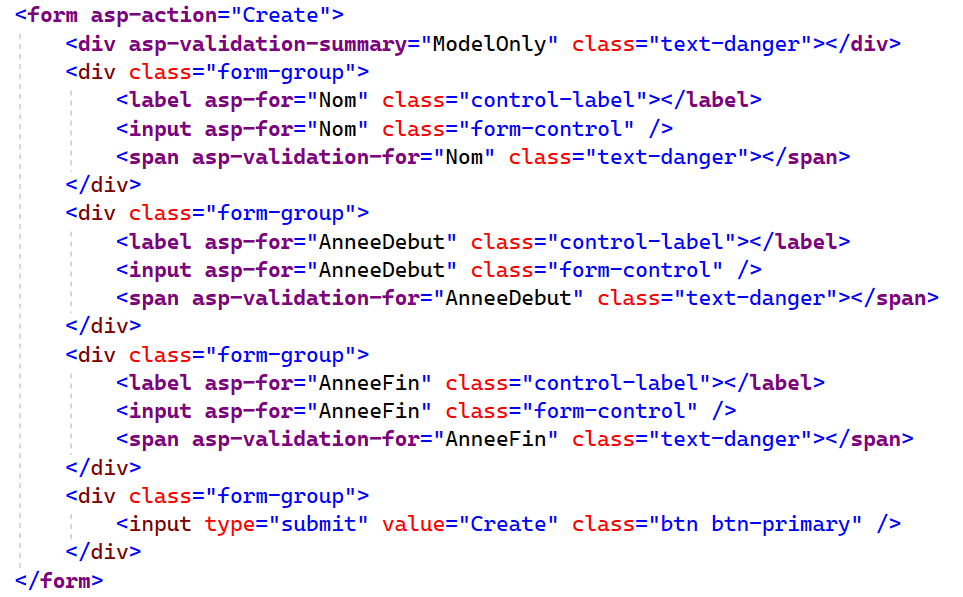 <form asp-action="Create">
<div asp-validation-summary="ModelOnly" class="text-danger"></div>
<div class="form-group">
<label asp-for="Nom" class="control-label"></label>
<input asp-for="Nom" class="form-control" />
<span asp-validation-for="Nom" class="text-danger"></span>
</div>
<div class="form-group">
<label asp-for="AnneeDebut" class="control-label"></label>
<input asp-for="AnneeDebut" class="form-control" />
<span asp-validation-for="AnneeDebut" class="text-danger"></span>
</div>
<div class="form-group">
<label asp-for="AnneeFin" class="control-label"></label>
<input asp-for="AnneeFin" class="form-control" />
<span asp-validation-for="AnneeFin" class="text-danger"></span>
</div>
<div class="form-group">
<input type="submit" value="Create" class="btn btn-primary" />
</div>
</form>